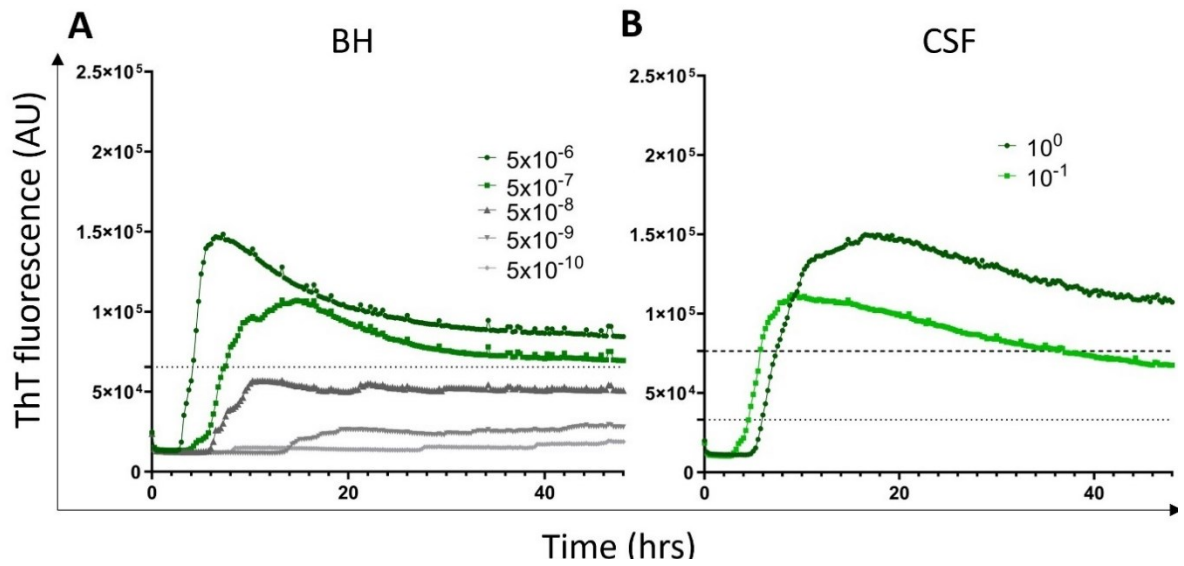 A
BH
B
CSF
ThT fluorescence (AU)
2.5×10⁵
2×10⁵
1.5×10⁵
1×10⁵
5×10⁴
0
5x10⁻⁶
5x10⁻⁷
5x10⁻⁸
5x10⁻⁹
5x10⁻¹⁰
0
20
40
2.5×10⁵
2×10⁵
1.5×10⁵
1×10⁵
5×10⁴
0
10⁰
10⁻¹
0
20
40
Time (hrs)